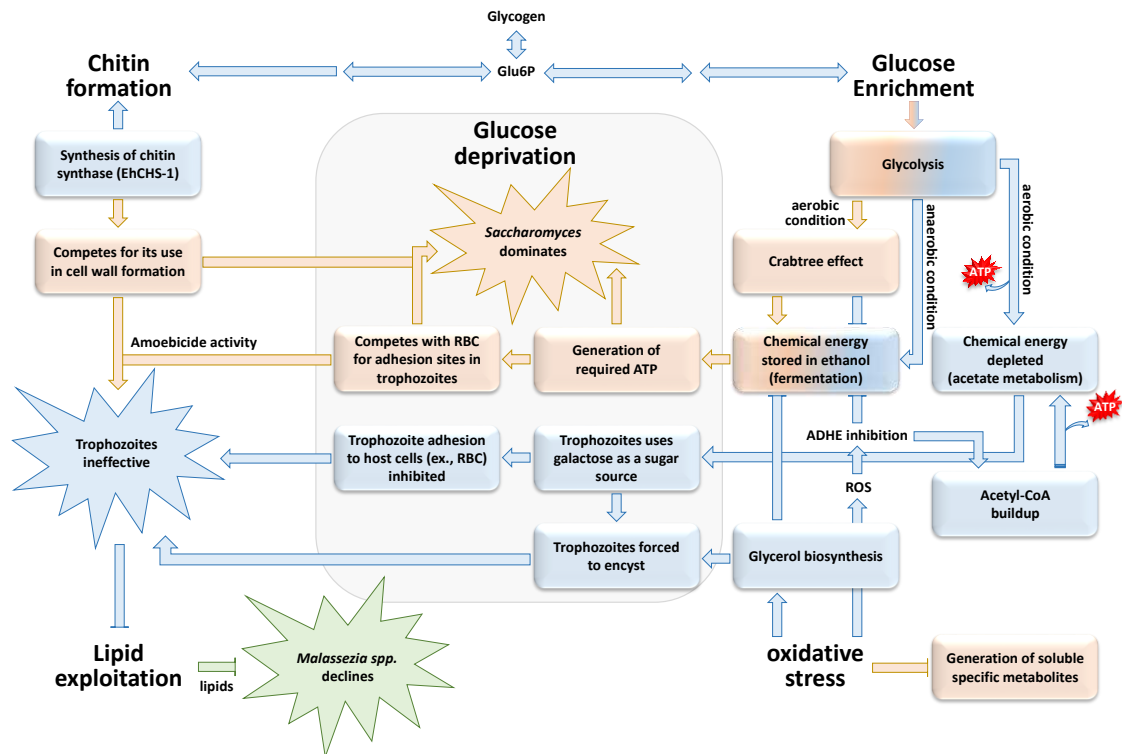 Glycogen
Glu6P
Chitin
formation
Glucose
Enrichment
Glucose
deprivation
Synthesis of chitin
synthase (EhCHS-1)
Glycolysis
aerobic
condition
anaerobic condition
aerobic condition
Saccharomyces
dominates
Competes for its use
in cell wall formation
Crabtree effect
ATP
Amoebicide activity
Competes with RBC
for adhesion sites in
trophozoites
Generation of
required ATP
Chemical energy
stored in ethanol
(fermentation)
Chemical energy
depleted
(acetate metabolism)
ATP
Trophozoites
ineffective
Trophozoite adhesion
to host cells (ex., RBC)
inhibited
Trophozoites uses
galactose as a sugar
source
ADHE inhibition
ROS
Acetyl-CoA
buildup
Trophozoites forced
to encyst
Glycerol biosynthesis
Lipid
exploitation
lipids
Malassezia spp.
declines
oxidative
stress
Generation of soluble
specific metabolites